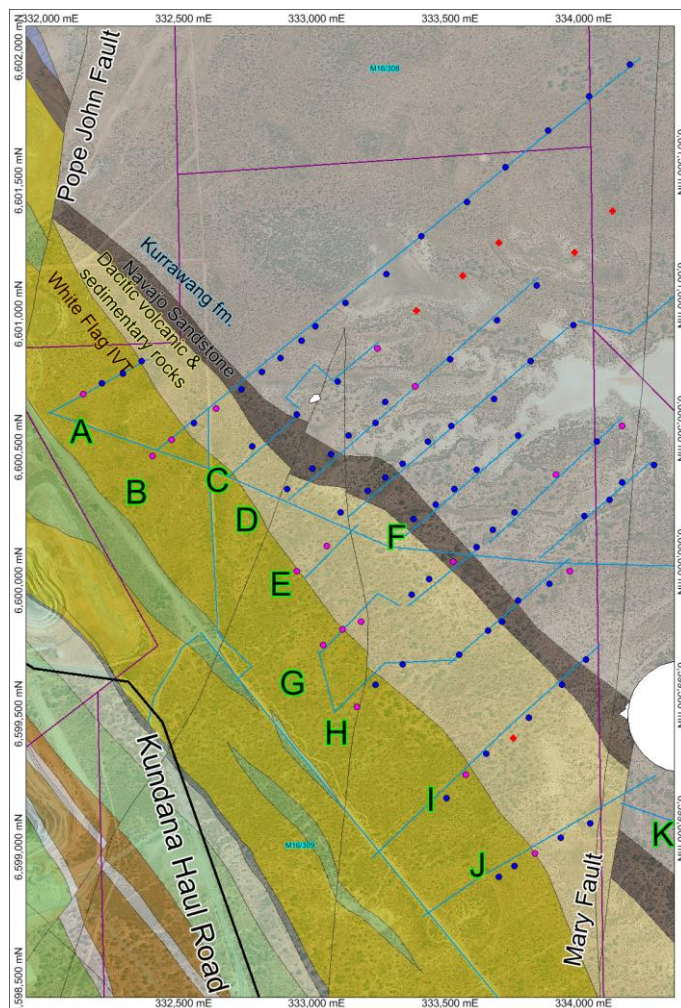 332,000 mE
332,500 mE
333,000 mE
333,500 mE
334,000 mE
6,602,000 mN
6,601,500 mN
6,601,000 mN
6,600,500 mN
6,600,000 mN
6,599,500 mN
6,599,000 mN
6,598,500 mN
M16/308
Pope John Fault
Kurrawang fm.
Navajo Sandstone
Dacitic volcanic &
sedimentary rocks
White Flag IVT
A
B
C
D
E
F
G
H
I
J
K
Kundana Haul Road
M16/309
Mary Fault
332,500 mE
333,000 mE
333,500 mE
334,000 mE